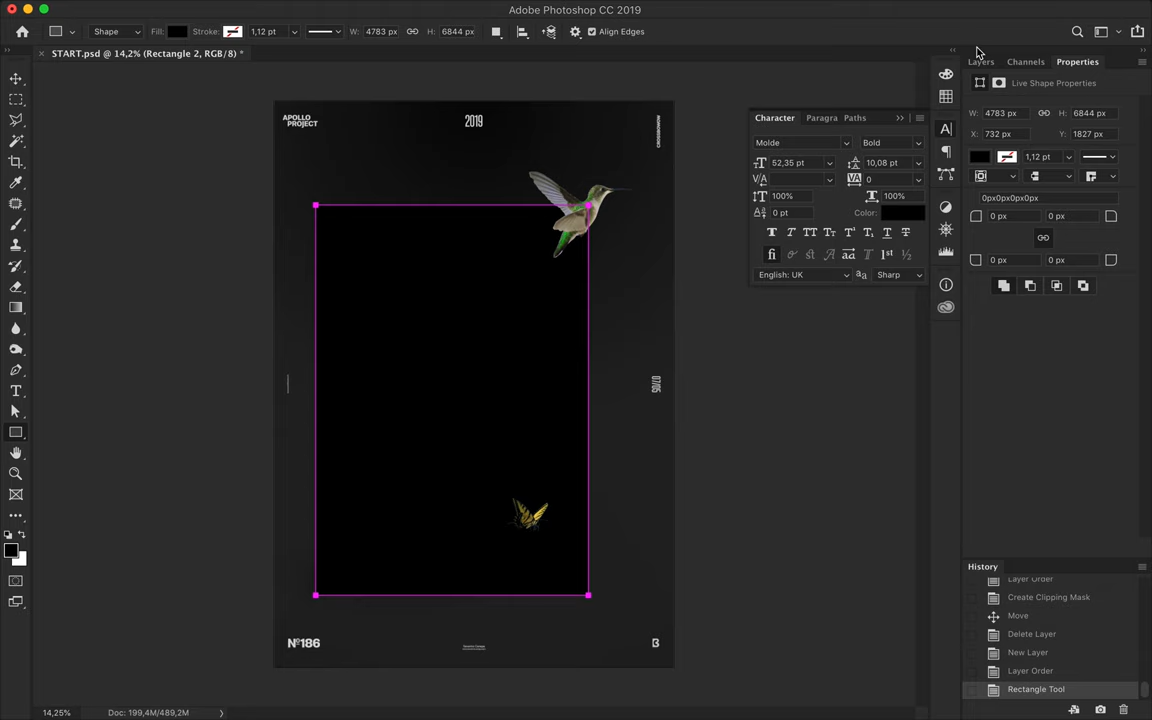 Adobe Photoshop CC 2019
Shape
Fill:
Stroke:
1,12 pt
W: 4783 px
H: 6844 px
Align Edges
START.psd @ 14,2% (Rectangle 2, RGB/8) *
Layers
Channels
Properties
Live Shape Properties
W: 4783 px
H: 6844 px
X: 732 px
Y: 1827 px
1,12 pt
0px0px0px0px
0 px
0 px
0 px
0 px
Character
Paragra
Paths
Molde
Bold
52,35 pt
10,08 pt
0
100%
100%
0 pt
Color:
English: UK
Sharp
APOLLO
PROJECT
2019
CROSSBOWMAN
07/05
Nº186
History
Layer Order
Create Clipping Mask
Move
Delete Layer
New Layer
Layer Order
Rectangle Tool
14,25%
Doc: 199,4M/489,2M